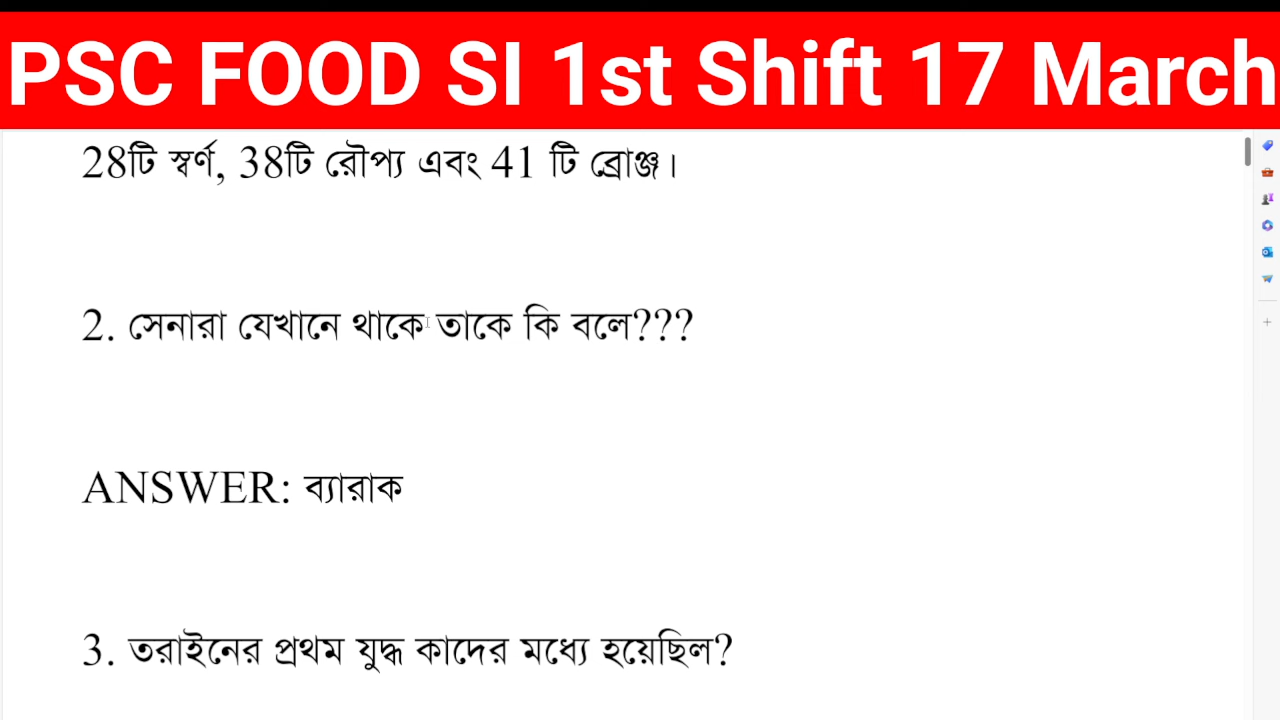 PSC FOOD SI 1st Shift 17 March
28টি স্বর্ণ, 38টি রৌপ্য এবং 41 টি ব্রোঞ্জ।
2. সেনারা যেখানে থাকে তাকে কি বলে???
ANSWER: ব্যারাক
3. তরাইনের প্রথম যুদ্ধ কাদের মধ্যে হয়েছিল?